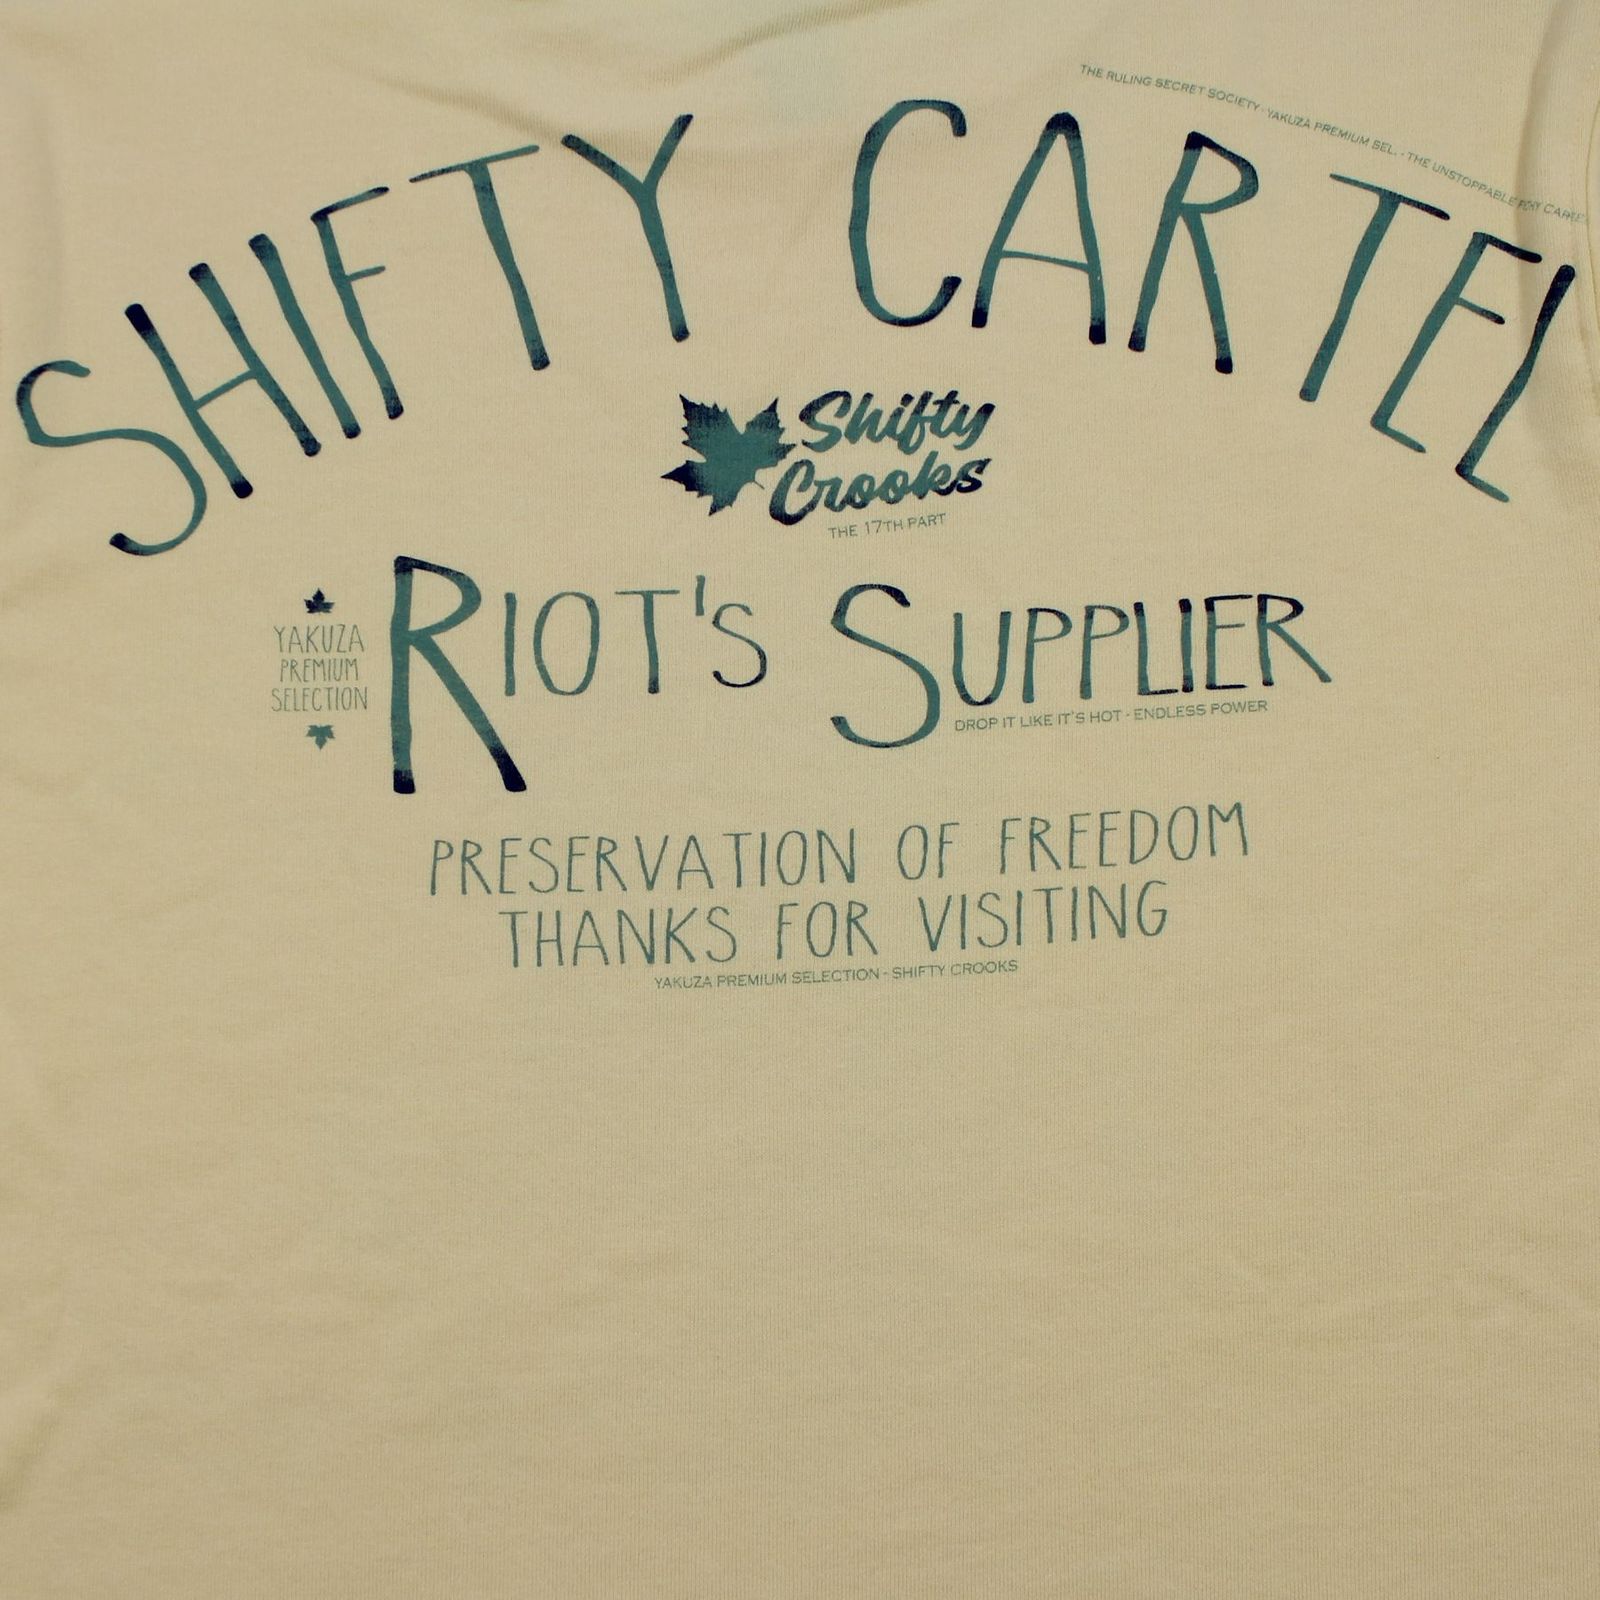 THE RULING SECRET SOCIETY - YAKUZA PREMIUM SEL. - THE UNSTOPPABLE
SHIFTY CARTEL
Shifty
Crooks
THE 17TH PART
YAKUZA
PREMIUM
SELECTION
RIOT'S SUPPLIER
DROP IT LIKE IT'S HOT - ENDLESS POWER
PRESERVATION OF FREEDOM
THANKS FOR VISITING
YAKUZA PREMIUM SELECTION - SHIFTY CROOKS